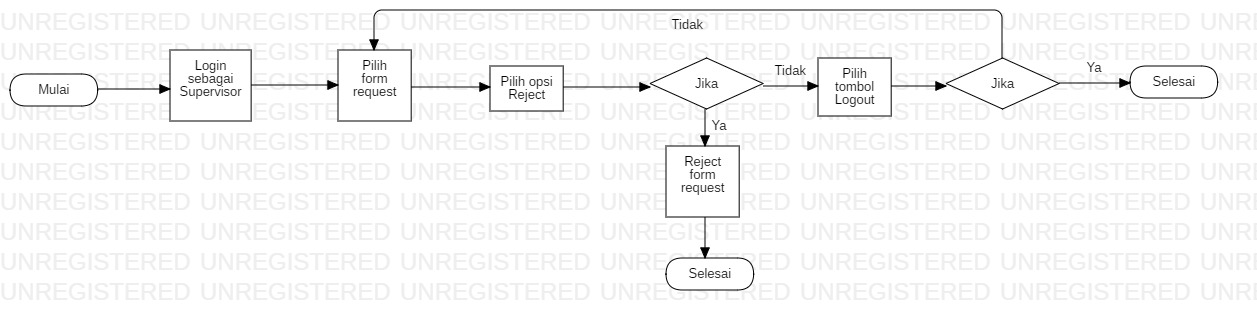 Tidak
Mulai
Login
sebagai
Supervisor
Pilih
form
request
Pilih opsi
Reject
Jika
Tidak
Pilih
tombol
Logout
Jika
Ya
Selesai
Ya
Reject
form
request
Selesai
UNREGISTERED UNREGISTERED UNREGISTERED UNREGISTERED UNREGISTERED UNREGISTERED UNRI